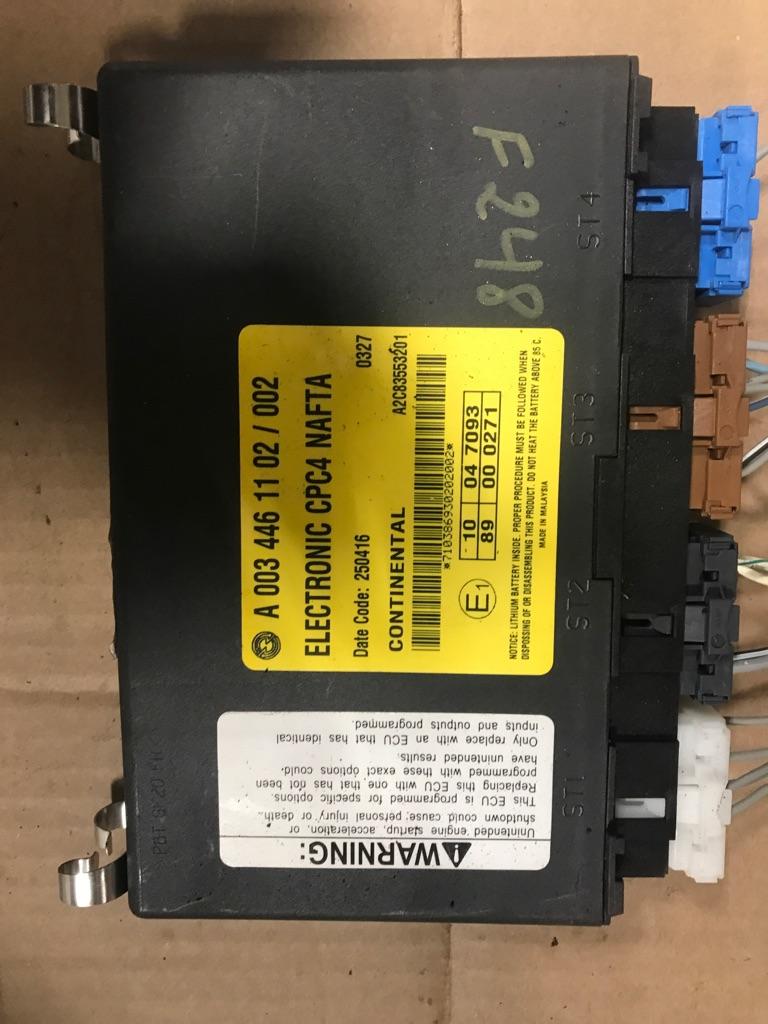 F248
A 003 446 11 02 / 002
ELECTRONIC CPC4 NAFTA
Date Code: 250416 0327
CONTINENTAL A2C83553201
*71038693020200 2*
E1
10 04 7093
89 00 0271
NOTICE: LITHIUM BATTERY INSIDE. PROPER PROCEDURE MUST BE FOLLOWED WHEN
DISPOSSING OF OR DISASSEMBLING THIS PRODUCT. DO NOT HEAT THE BATTERY ABOVE 85 C.
MADE IN MALAYSIA
WARNING:
Unintended engine startup, acceleration, or
shutdown could cause personal injury or death.
This ECU is programmed for specific options.
Replacing this ECU with one that has not been
programmed with these exact options could
have unintended results.
Only replace with an ECU that has identical
inputs and outputs programmed.
ST4
ST3
ST2
ST1